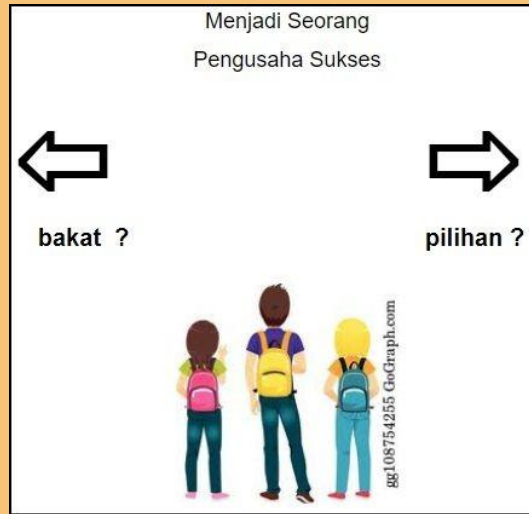 Menjadi Seorang
Pengusaha Sukses
bakat ?
pilihan ?
gg108754255 GoGraph.com